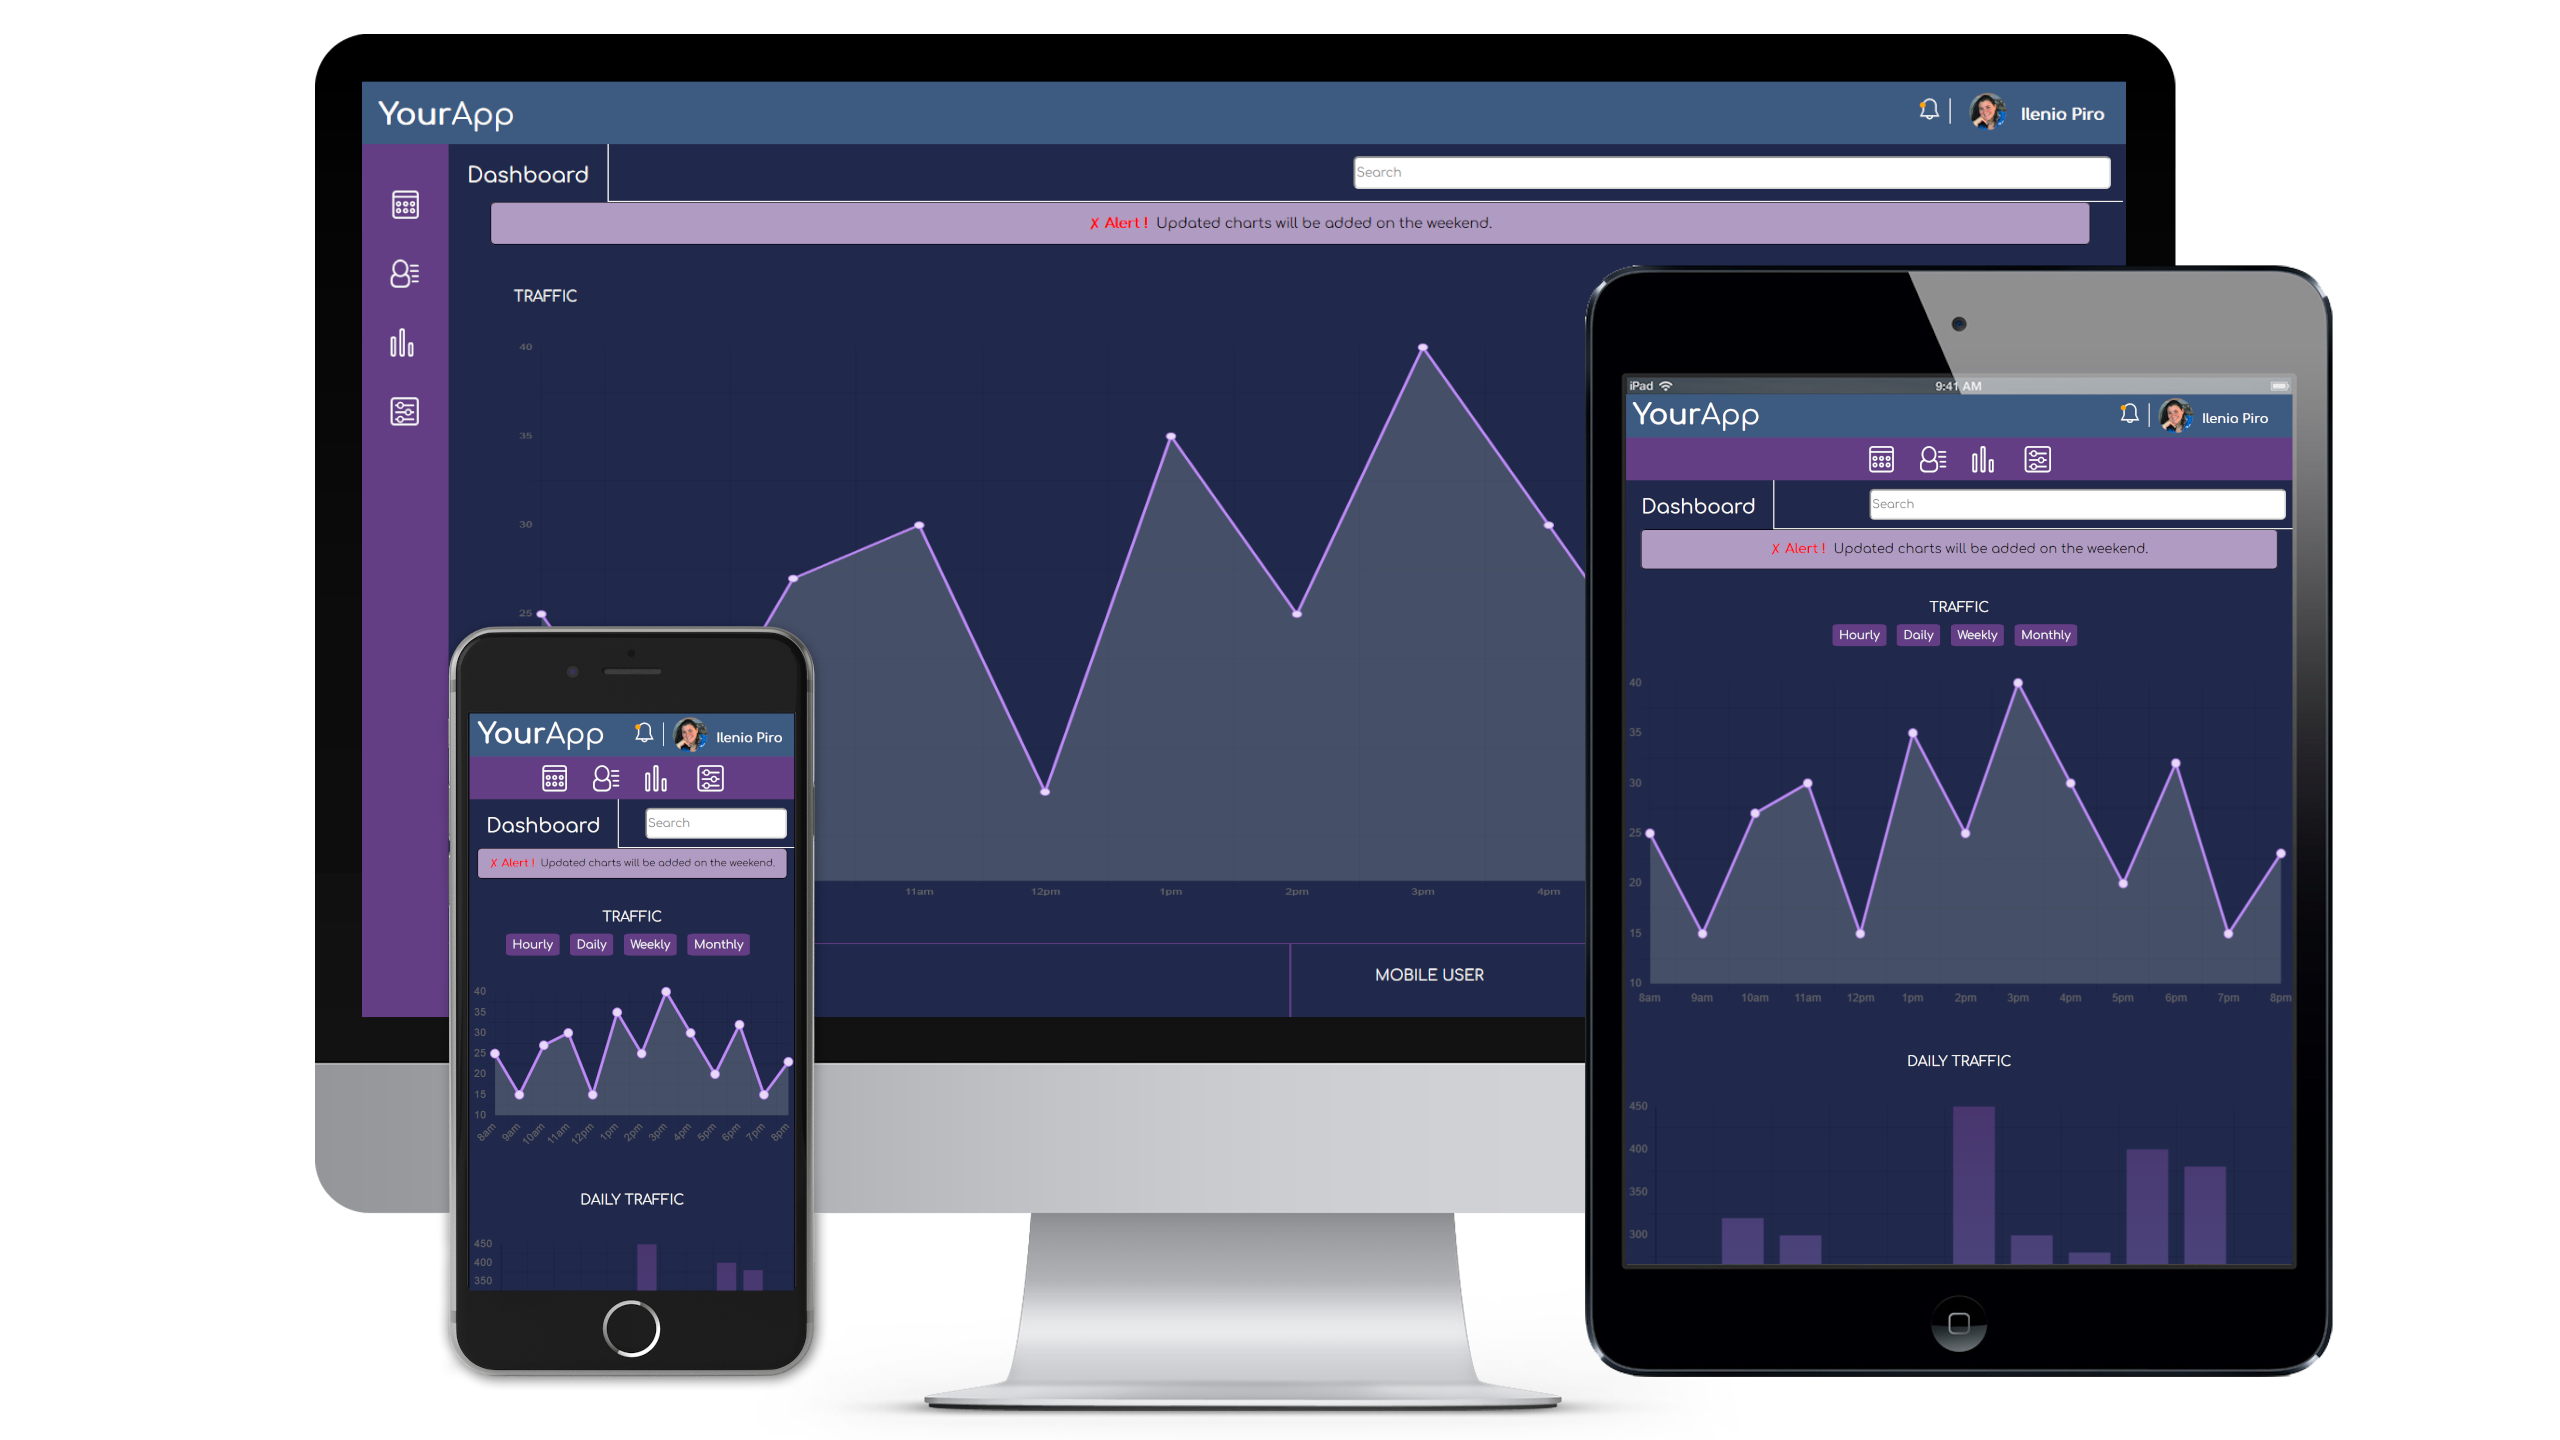 YourApp
Ilenio Piro
Dashboard
Search
✗ Alert ! Updated charts will be added on the weekend.
TRAFFIC
40
35
30
25
11am 12pm 1pm 2pm 3pm 4pm
MOBILE USER
YourApp
Ilenio Piro
Dashboard
Search
✗ Alert ! Updated charts will be added on the weekend.
TRAFFIC
Hourly Daily Weekly Monthly
40
35
30
25
20
15
10
8am 9am 10am 11am 12pm 1pm 2pm 3pm 4pm 5pm 6pm 7pm 8pm
DAILY TRAFFIC
450
400
350
iPad 9:41 AM
YourApp
Ilenio Piro
Dashboard
Search
✗ Alert ! Updated charts will be added on the weekend.
TRAFFIC
Hourly Daily Weekly Monthly
40
35
30
25
20
15
10
8am 9am 10am 11am 12pm 1pm 2pm 3pm 4pm 5pm 6pm 7pm 8pm
DAILY TRAFFIC
450
400
350
300